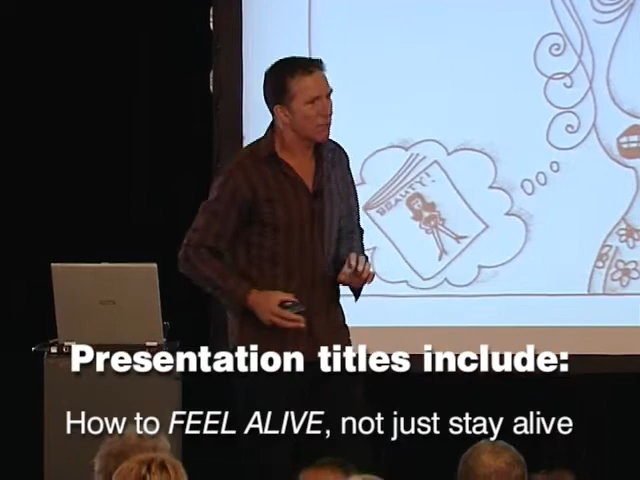 BEAUTY!
Presentation titles include:
How to FEEL ALIVE, not just stay alive